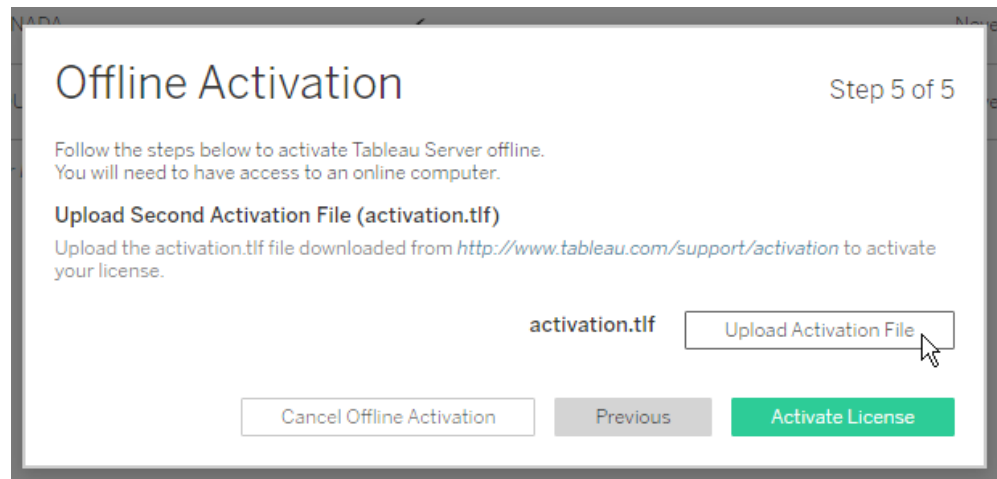 Offline Activation
Step 5 of 5
Follow the steps below to activate Tableau Server offline.
You will need to have access to an online computer.
Upload Second Activation File (activation.tlf)
Upload the activation.tlf file downloaded from http://www.tableau.com/support/activation to activate
your license.
activation.tlf
Upload Activation File
Cancel Offline Activation
Previous
Activate License